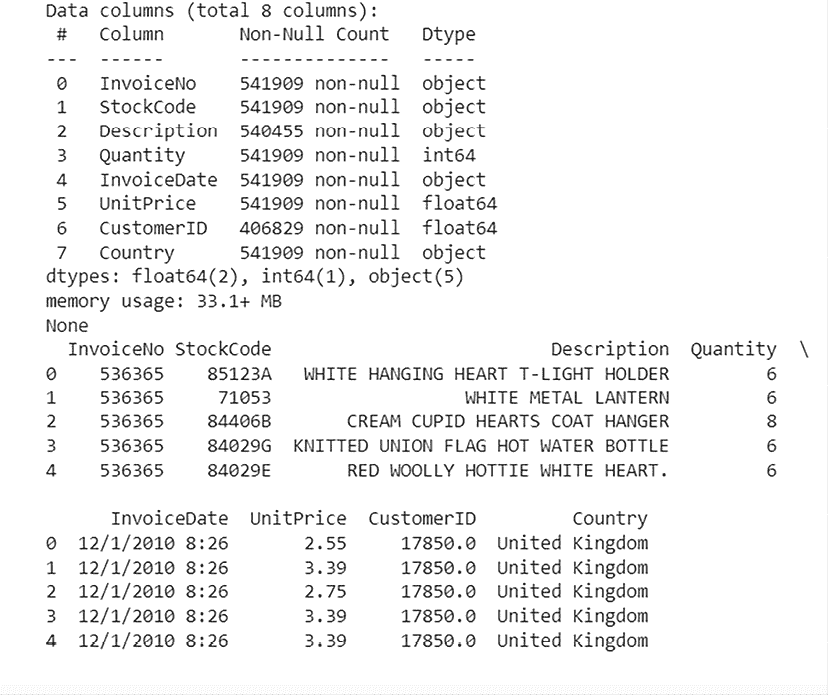 Data columns (total 8 columns):
 #   Column       Non-Null Count   Dtype
---  ------       --------------   -----
 0   InvoiceNo    541909 non-null  object
 1   StockCode    541909 non-null  object
 2   Description  540455 non-null  object
 3   Quantity     541909 non-null  int64
 4   InvoiceDate  541909 non-null  object
 5   UnitPrice    541909 non-null  float64
 6   CustomerID   406829 non-null  float64
 7   Country      541909 non-null  object
dtypes: float64(2), int64(1), object(5)
memory usage: 33.1+ MB
None
  InvoiceNo StockCode                          Description  Quantity  \
0    536365    85123A   WHITE HANGING HEART T-LIGHT HOLDER         6
1    536365     71053                  WHITE METAL LANTERN         6
2    536365    84406B       CREAM CUPID HEARTS COAT HANGER         8
3    536365    84029G  KNITTED UNION FLAG HOT WATER BOTTLE         6
4    536365    84029E       RED WOOLLY HOTTIE WHITE HEART.         6

      InvoiceDate  UnitPrice  CustomerID         Country
0  12/1/2010 8:26       2.55     17850.0  United Kingdom
1  12/1/2010 8:26       3.39     17850.0  United Kingdom
2  12/1/2010 8:26       2.75     17850.0  United Kingdom
3  12/1/2010 8:26       3.39     17850.0  United Kingdom
4  12/1/2010 8:26       3.39     17850.0  United Kingdom